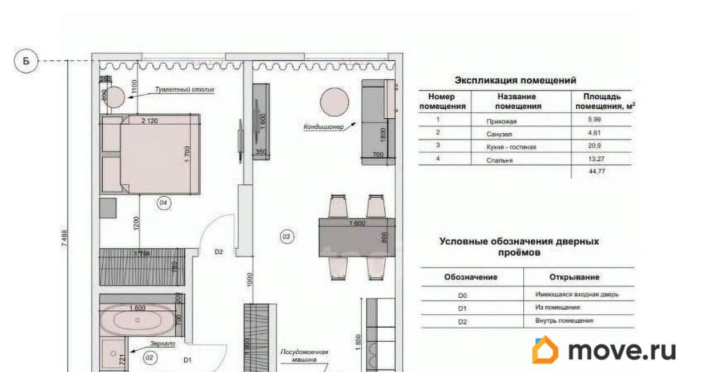 Б
Туалетный столик
1100
2 120
1 700
1 600
350
Кондиционер
1800
700
04
1200
03
1 800
800
7 488
D2
1000
780
1 600
700
Зеркало
721
02
D1
Посудомоечная
машина
1 850
Экспликация помещений
Номер помещения Название помещения Площадь помещения, м²
1 Прихожая 5,99
2 Санузел 4,61
3 Кухня - гостиная 20,9
4 Спальня 13,27
44,77
Условные обозначения дверных
проёмов
Обозначение Открывание
D0 Имеющаяся входная дверь
D1 Из помещения
D2 Внутрь помещения
move.ru